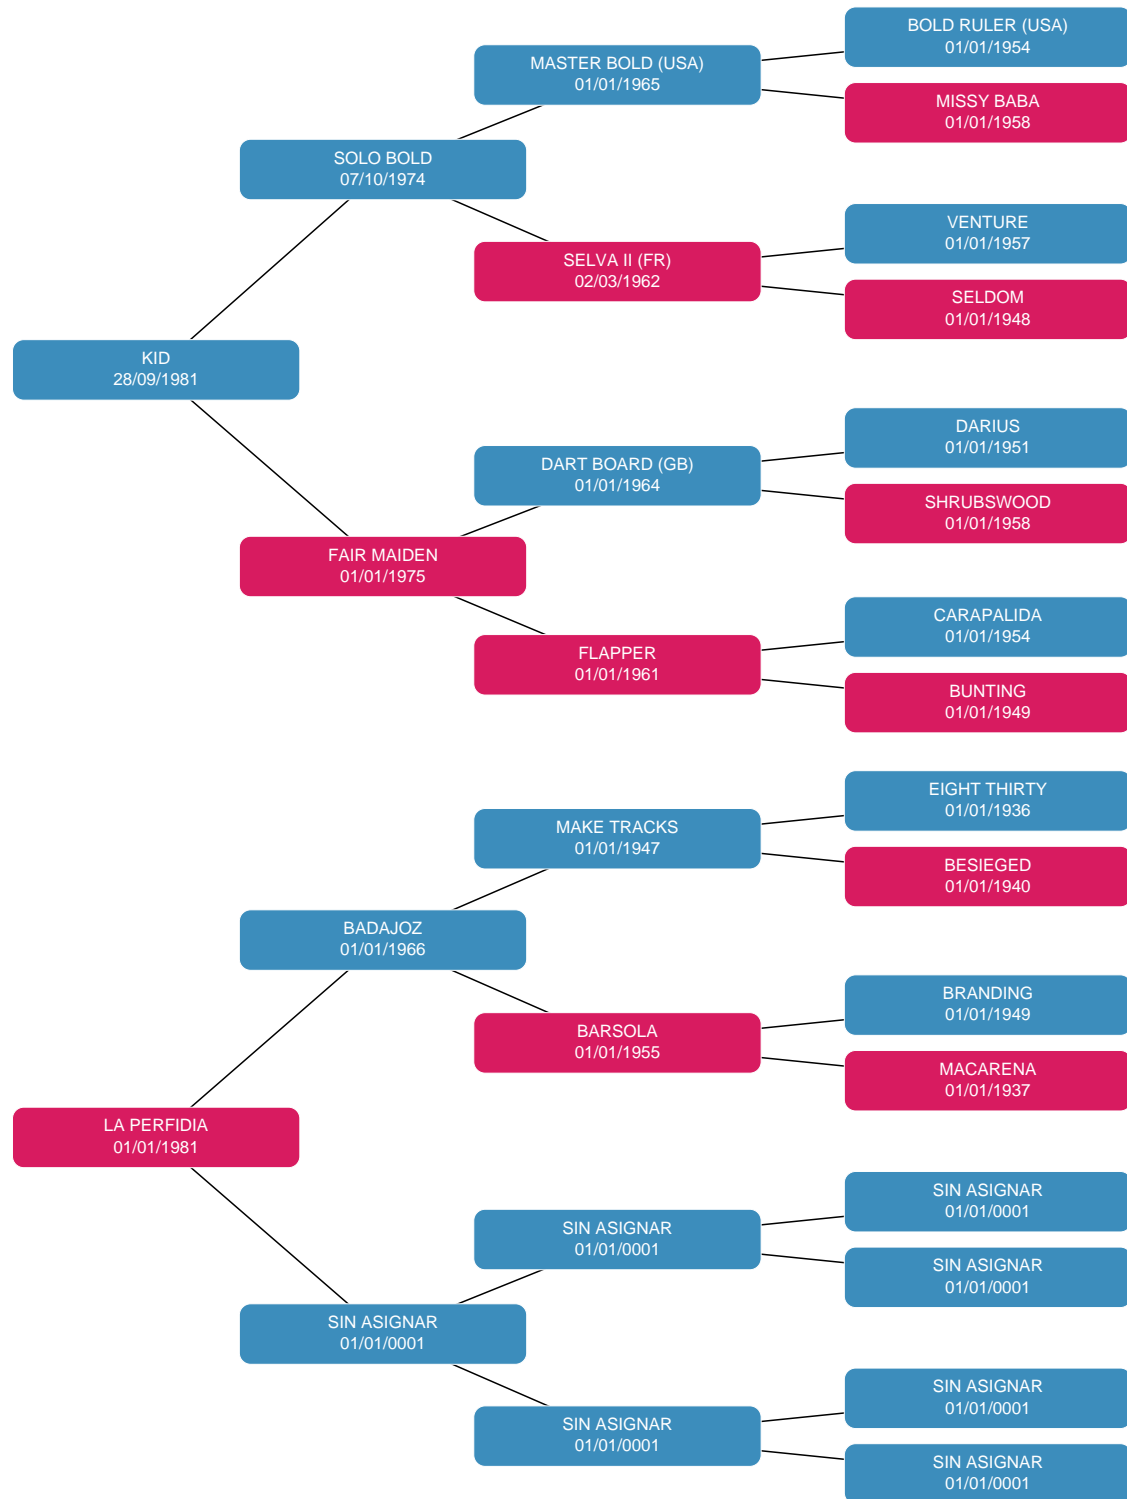 BOLD RULER (USA)
01/01/1954
MASTER BOLD (USA)
01/01/1965
MISSY BABA
01/01/1958
SOLO BOLD
07/10/1974
VENTURE
01/01/1957
SELVA II (FR)
02/03/1962
SELDOM
01/01/1948
KID
28/09/1981
DARIUS
01/01/1951
DART BOARD (GB)
01/01/1964
SHRUBSWOOD
01/01/1958
FAIR MAIDEN
01/01/1975
CARAPALIDA
01/01/1954
FLAPPER
01/01/1961
BUNTING
01/01/1949
EIGHT THIRTY
01/01/1936
MAKE TRACKS
01/01/1947
BESIEGED
01/01/1940
BADAJOZ
01/01/1966
BRANDING
01/01/1949
BARSOLA
01/01/1955
MACARENA
01/01/1937
LA PERFIDIA
01/01/1981
SIN ASIGNAR
01/01/0001
SIN ASIGNAR
01/01/0001
SIN ASIGNAR
01/01/0001
SIN ASIGNAR
01/01/0001
SIN ASIGNAR
01/01/0001
SIN ASIGNAR
01/01/0001
SIN ASIGNAR
01/01/0001